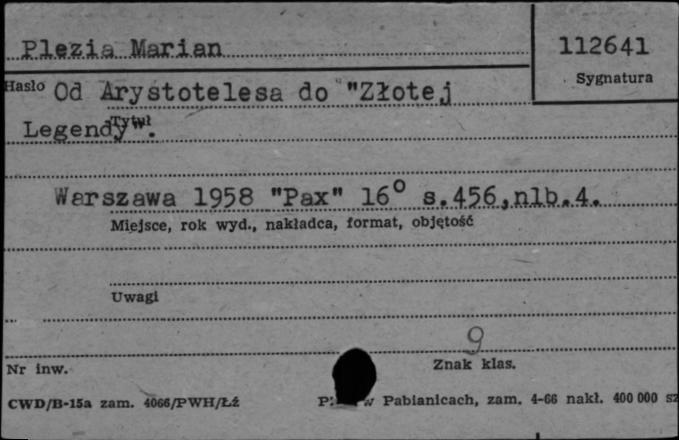 Plezia Marian
112641
Sygnatura
Hasło
Od Arystotelesa do "Złotej
Legendy".
Tytuł
Warszawa 1958 "Pax" 16° s.456,nlb.4.
Miejsce, rok wyd., nakładca, format, objętość
Uwagi
9
Nr inw.
Znak klas.
CWD/B-15a zam. 4066/PWH/Łź
Pabianicach, zam. 4-66 nakł. 400 000